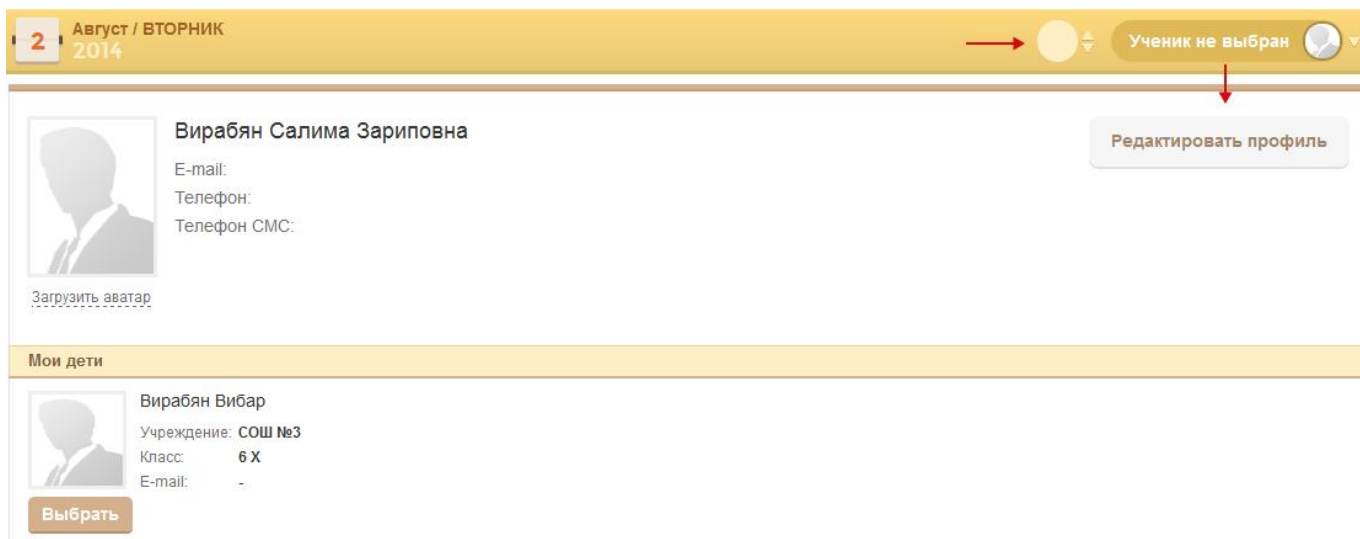 2
Август / ВТОРНИК
2014
Ученик не выбран
Вирабян Салима Зариповна
Редактировать профиль
E-mail:
Телефон:
Телефон СМС:
Загрузить аватар
Мои дети
Вирабян Вибар
Учреждение: СОШ №3
Класс: 6 Х
E-mail: -
Выбрать